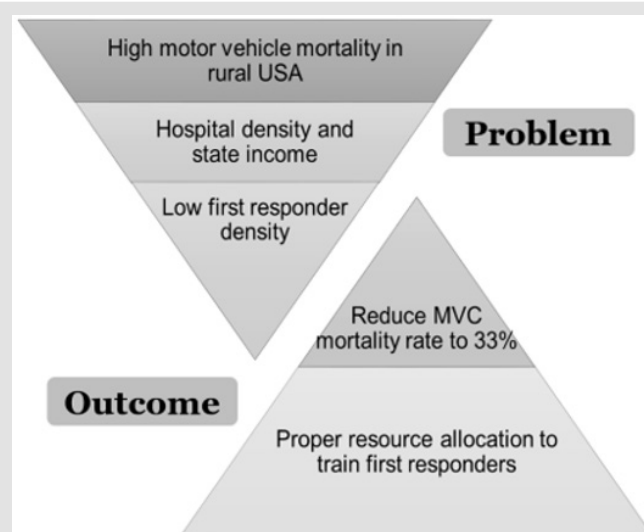 High motor vehicle mortality in
rural USA
Hospital density and
state income
Problem
Low first responder
density
Reduce MVC
mortality rate to 33%
Outcome
Proper resource allocation to
train first responders